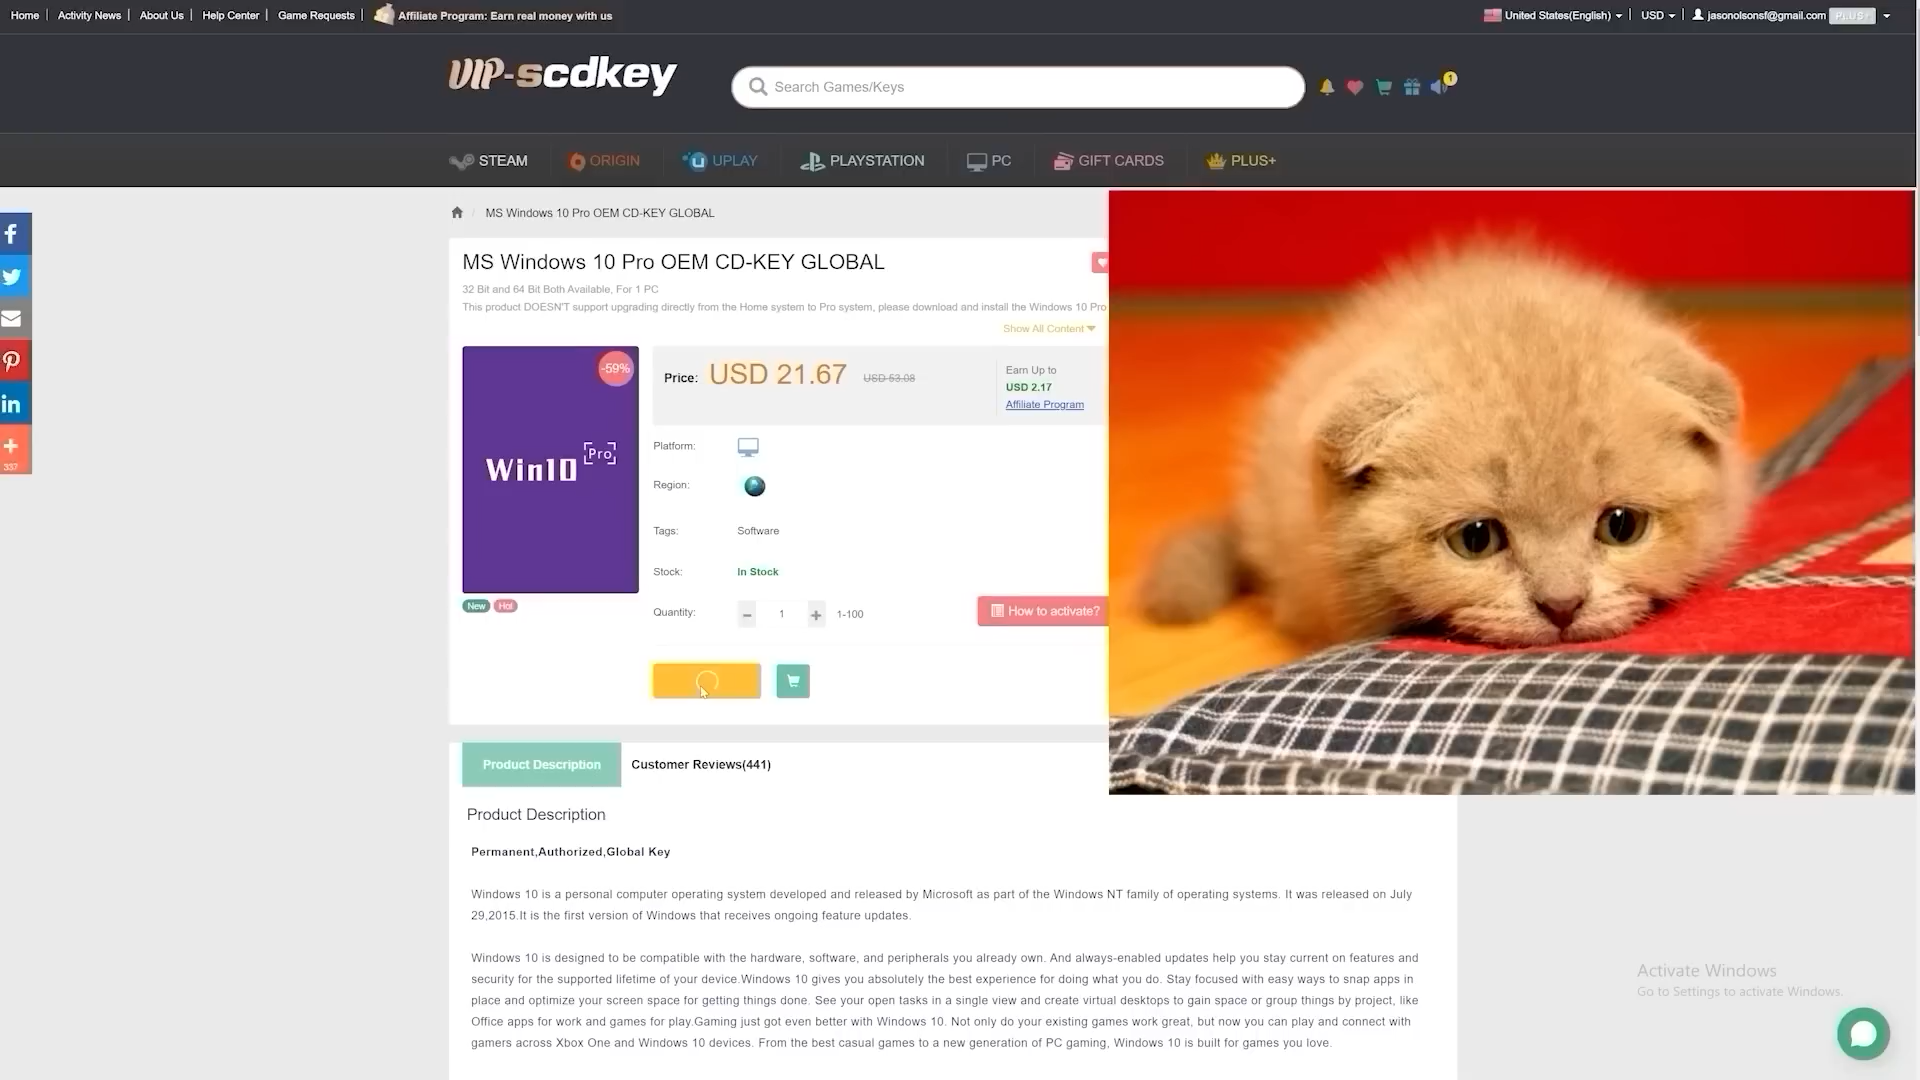 Home
Activity News
About Us
Help Center
Game Requests
Affiliate Program: Earn real money with us
United States(English)
USD
jasonolsonsf@gmail.com
PLUS+
VIP-scdkey
Search Games/Keys
1
STEAM
ORIGIN
UPLAY
PLAYSTATION
PC
GIFT CARDS
PLUS+
MS Windows 10 Pro OEM CD-KEY GLOBAL
MS Windows 10 Pro OEM CD-KEY GLOBAL
32 Bit and 64 Bit Both Available, For 1 PC
This product DOESN'T support upgrading directly from the Home system to Pro system, please download and install the Windows 10 Pro
Show All Content
337
-59%
Win10 Pro
New
Hot
Price: USD 21.67 USD 53.08
Earn Up to
USD 2.17
Affiliate Program
Platform:
Region:
Tags: Software
Stock: In Stock
Quantity: 1 1-100
How to activate?
Product Description
Customer Reviews(441)
Product Description
Permanent,Authorized,Global Key
Windows 10 is a personal computer operating system developed and released by Microsoft as part of the Windows NT family of operating systems. It was released on July
29,2015.It is the first version of Windows that receives ongoing feature updates.
Windows 10 is designed to be compatible with the hardware, software, and peripherals you already own. And always-enabled updates help you stay current on features and
security for the supported lifetime of your device.Windows 10 gives you absolutely the best experience for doing what you do. Stay focused with easy ways to snap apps in
place and optimize your screen space for getting things done. See your open tasks in a single view and create virtual desktops to gain space or group things by project, like
Office apps for work and games for play.Gaming just got even better with Windows 10. Not only do your existing games work great, but now you can play and connect with
gamers across Xbox One and Windows 10 devices. From the best casual games to a new generation of PC gaming, Windows 10 is built for games you love.
Activate Windows
Go to Settings to activate Windows.